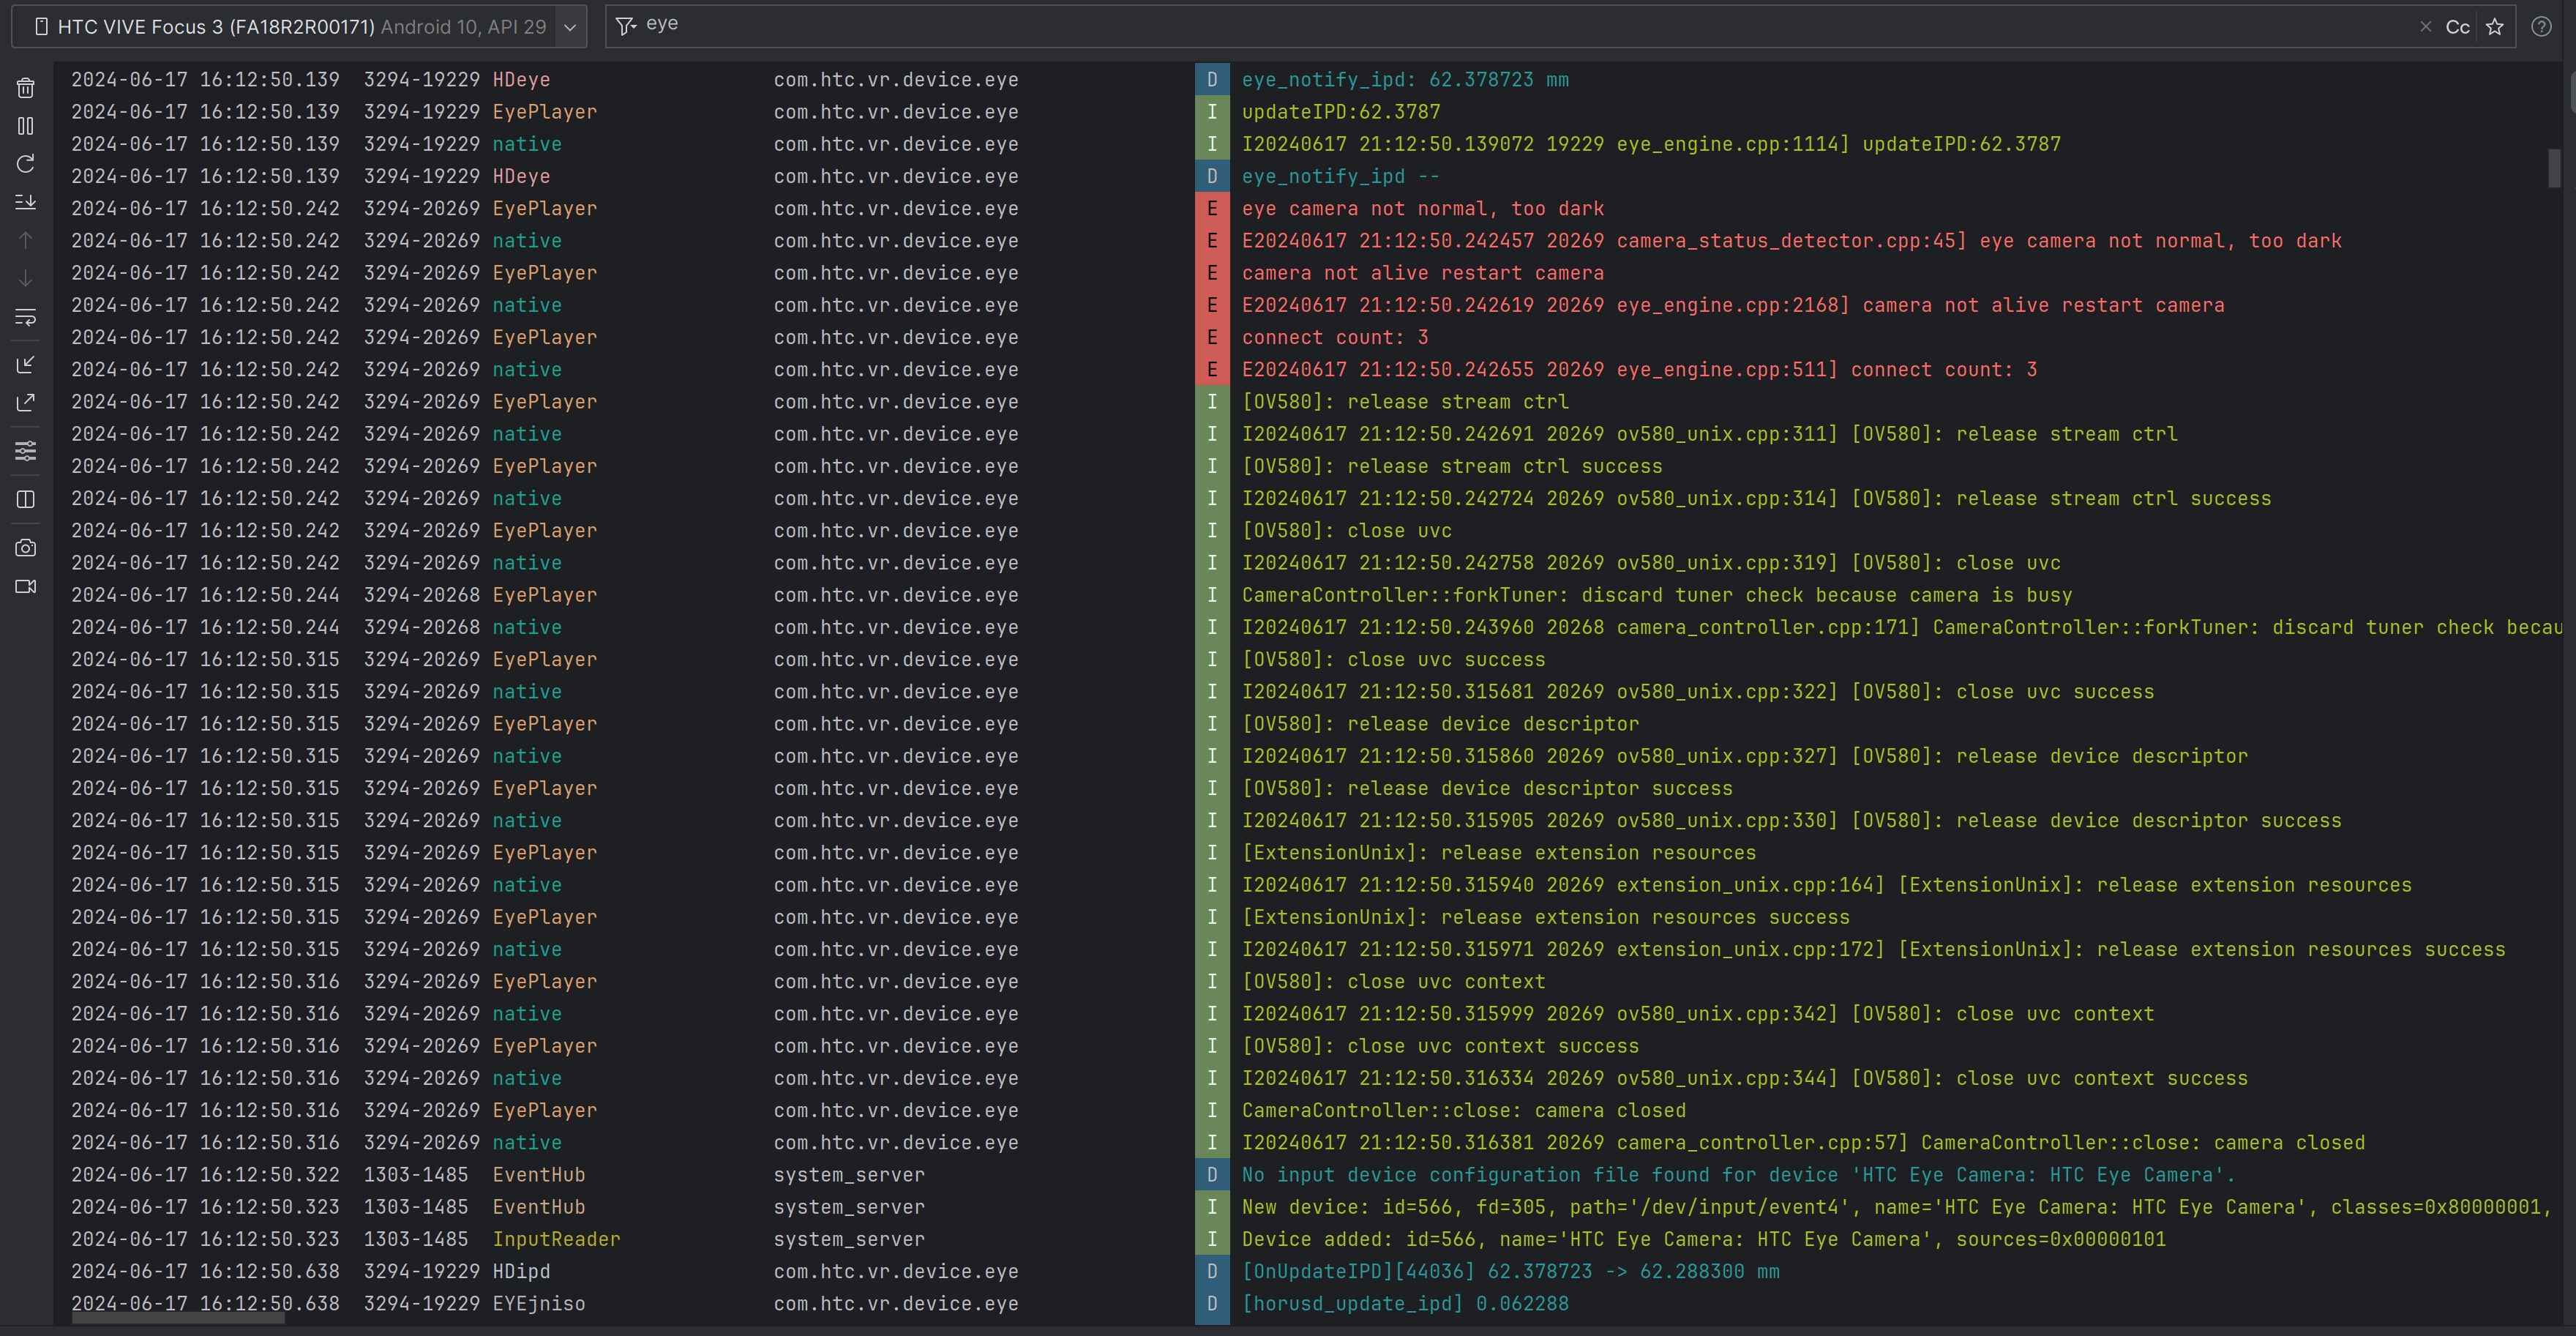 HTC VIVE Focus 3 (FA18R2R00171) Android 10, API 29 eye Cc
2024-06-17 16:12:50.139 3294-19229 HDeye com.htc.vr.device.eye D eye_notify_ipd: 62.378723 mm
2024-06-17 16:12:50.139 3294-19229 EyePlayer com.htc.vr.device.eye I updateIPD:62.3787
2024-06-17 16:12:50.139 3294-19229 native com.htc.vr.device.eye I I20240617 21:12:50.139072 19229 eye_engine.cpp:1114] updateIPD:62.3787
2024-06-17 16:12:50.139 3294-19229 HDeye com.htc.vr.device.eye D eye_notify_ipd --
2024-06-17 16:12:50.242 3294-20269 EyePlayer com.htc.vr.device.eye E eye camera not normal, too dark
2024-06-17 16:12:50.242 3294-20269 native com.htc.vr.device.eye E E20240617 21:12:50.242457 20269 camera_status_detector.cpp:45] eye camera not normal, too dark
2024-06-17 16:12:50.242 3294-20269 EyePlayer com.htc.vr.device.eye E camera not alive restart camera
2024-06-17 16:12:50.242 3294-20269 native com.htc.vr.device.eye E E20240617 21:12:50.242619 20269 eye_engine.cpp:2168] camera not alive restart camera
2024-06-17 16:12:50.242 3294-20269 EyePlayer com.htc.vr.device.eye E connect count: 3
2024-06-17 16:12:50.242 3294-20269 native com.htc.vr.device.eye E E20240617 21:12:50.242655 20269 eye_engine.cpp:511] connect count: 3
2024-06-17 16:12:50.242 3294-20269 EyePlayer com.htc.vr.device.eye I [OV580]: release stream ctrl
2024-06-17 16:12:50.242 3294-20269 native com.htc.vr.device.eye I I20240617 21:12:50.242691 20269 ov580_unix.cpp:311] [OV580]: release stream ctrl
2024-06-17 16:12:50.242 3294-20269 EyePlayer com.htc.vr.device.eye I [OV580]: release stream ctrl success
2024-06-17 16:12:50.242 3294-20269 native com.htc.vr.device.eye I I20240617 21:12:50.242724 20269 ov580_unix.cpp:314] [OV580]: release stream ctrl success
2024-06-17 16:12:50.242 3294-20269 EyePlayer com.htc.vr.device.eye I [OV580]: close uvc
2024-06-17 16:12:50.242 3294-20269 native com.htc.vr.device.eye I I20240617 21:12:50.242758 20269 ov580_unix.cpp:319] [OV580]: close uvc
2024-06-17 16:12:50.244 3294-20268 EyePlayer com.htc.vr.device.eye I CameraController::forkTuner: discard tuner check because camera is busy
2024-06-17 16:12:50.244 3294-20268 native com.htc.vr.device.eye I I20240617 21:12:50.243960 20268 camera_controller.cpp:171] CameraController::forkTuner: discard tuner check becau
2024-06-17 16:12:50.315 3294-20269 EyePlayer com.htc.vr.device.eye I [OV580]: close uvc success
2024-06-17 16:12:50.315 3294-20269 native com.htc.vr.device.eye I I20240617 21:12:50.315681 20269 ov580_unix.cpp:322] [OV580]: close uvc success
2024-06-17 16:12:50.315 3294-20269 EyePlayer com.htc.vr.device.eye I [OV580]: release device descriptor
2024-06-17 16:12:50.315 3294-20269 native com.htc.vr.device.eye I I20240617 21:12:50.315860 20269 ov580_unix.cpp:327] [OV580]: release device descriptor
2024-06-17 16:12:50.315 3294-20269 EyePlayer com.htc.vr.device.eye I [OV580]: release device descriptor success
2024-06-17 16:12:50.315 3294-20269 native com.htc.vr.device.eye I I20240617 21:12:50.315905 20269 ov580_unix.cpp:330] [OV580]: release device descriptor success
2024-06-17 16:12:50.315 3294-20269 EyePlayer com.htc.vr.device.eye I [ExtensionUnix]: release extension resources
2024-06-17 16:12:50.315 3294-20269 native com.htc.vr.device.eye I I20240617 21:12:50.315940 20269 extension_unix.cpp:164] [ExtensionUnix]: release extension resources
2024-06-17 16:12:50.315 3294-20269 EyePlayer com.htc.vr.device.eye I [ExtensionUnix]: release extension resources success
2024-06-17 16:12:50.315 3294-20269 native com.htc.vr.device.eye I I20240617 21:12:50.315971 20269 extension_unix.cpp:172] [ExtensionUnix]: release extension resources success
2024-06-17 16:12:50.316 3294-20269 EyePlayer com.htc.vr.device.eye I [OV580]: close uvc context
2024-06-17 16:12:50.316 3294-20269 native com.htc.vr.device.eye I I20240617 21:12:50.315999 20269 ov580_unix.cpp:342] [OV580]: close uvc context
2024-06-17 16:12:50.316 3294-20269 EyePlayer com.htc.vr.device.eye I [OV580]: close uvc context success
2024-06-17 16:12:50.316 3294-20269 native com.htc.vr.device.eye I I20240617 21:12:50.316334 20269 ov580_unix.cpp:344] [OV580]: close uvc context success
2024-06-17 16:12:50.316 3294-20269 EyePlayer com.htc.vr.device.eye I CameraController::close: camera closed
2024-06-17 16:12:50.316 3294-20269 native com.htc.vr.device.eye I I20240617 21:12:50.316381 20269 camera_controller.cpp:57] CameraController::close: camera closed
2024-06-17 16:12:50.322 1303-1485 EventHub system_server D No input device configuration file found for device 'HTC Eye Camera: HTC Eye Camera'.
2024-06-17 16:12:50.323 1303-1485 EventHub system_server I New device: id=566, fd=305, path='/dev/input/event4', name='HTC Eye Camera: HTC Eye Camera', classes=0x80000001,
2024-06-17 16:12:50.323 1303-1485 InputReader system_server I Device added: id=566, name='HTC Eye Camera: HTC Eye Camera', sources=0x00000101
2024-06-17 16:12:50.638 3294-19229 HDipd com.htc.vr.device.eye D [OnUpdateIPD][44036] 62.378723 -> 62.288300 mm
2024-06-17 16:12:50.638 3294-19229 EYEjniso com.htc.vr.device.eye D [horusd_update_ipd] 0.062288